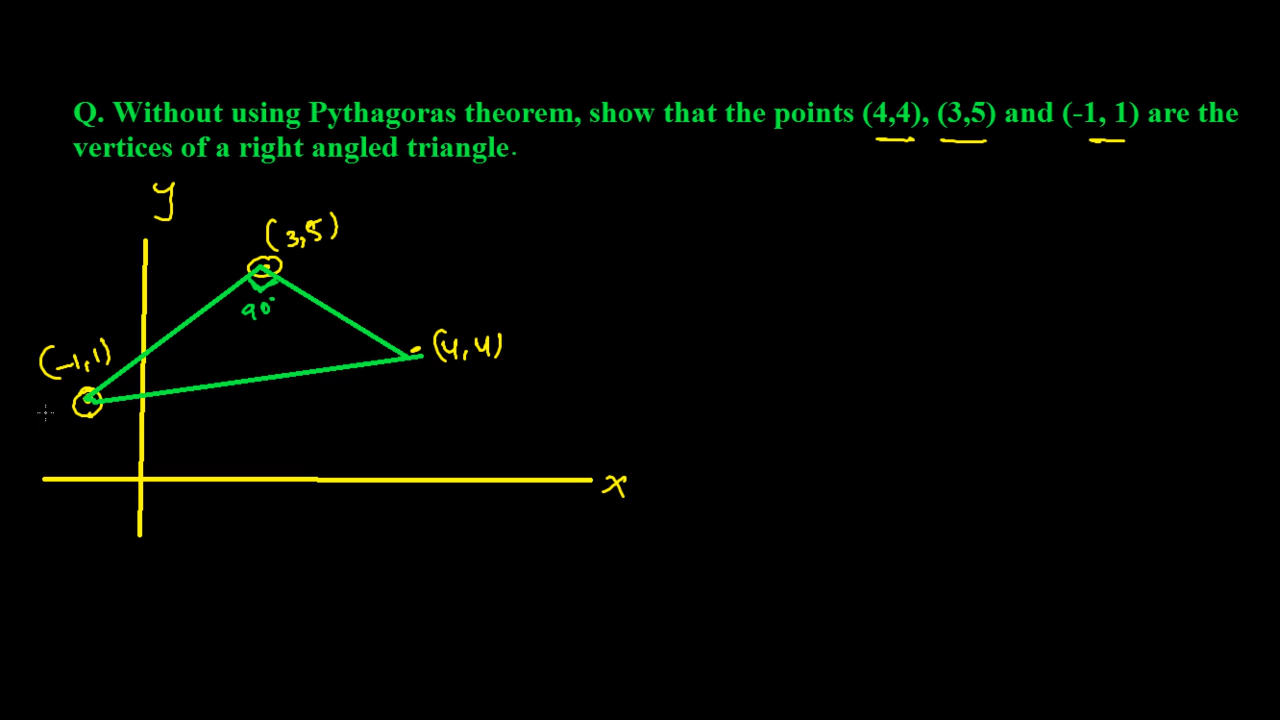 Q. Without using Pythagoras theorem, show that the points (4,4), (3,5) and (-1, 1) are the
vertices of a right angled triangle.
y
(3,5)
90°
(-1,1)
(4,4)
x